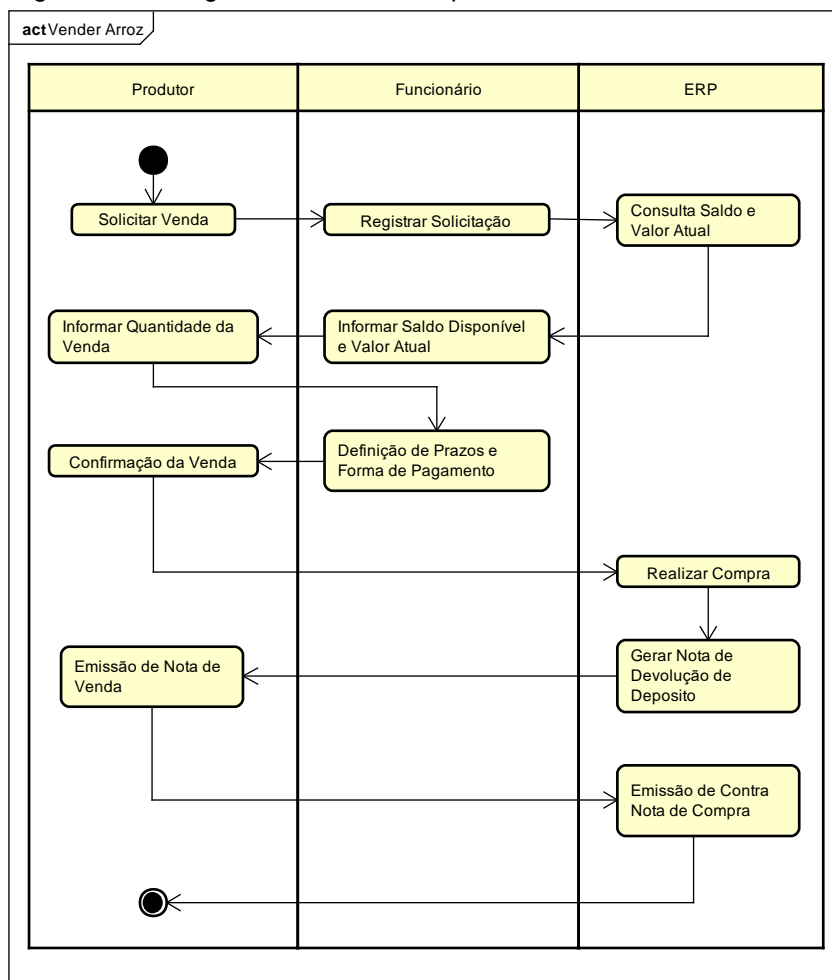 act Vender Arroz
Produtor
Funcionário
ERP
Solicitar Venda
Registrar Solicitação
Consulta Saldo e
Valor Atual
Informar Quantidade da
Venda
Informar Saldo Disponível
e Valor Atual
Confirmação da Venda
Definição de Prazos e
Forma de Pagamento
Realizar Compra
Emissão de Nota de
Venda
Gerar Nota de
Devolução de
Deposito
Emissão de Contra
Nota de Compra